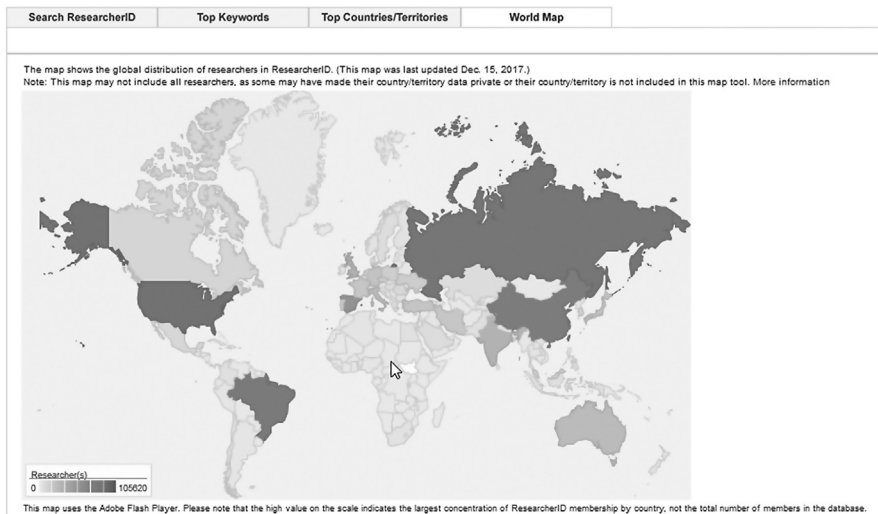 Search ResearcherID Top Keywords Top Countries/Territories World Map
The map shows the global distribution of researchers in ResearcherID. (This map was last updated Dec. 15, 2017.)
Note: This map may not include all researchers, as some may have made their country/territory data private or their country/territory is not included in this map tool. More information
Researcher(s)
0 105620
This map uses the Adobe Flash Player. Please note that the high value on the scale indicates the largest concentration of ResearcherID membership by country, not the total number of members in the database.